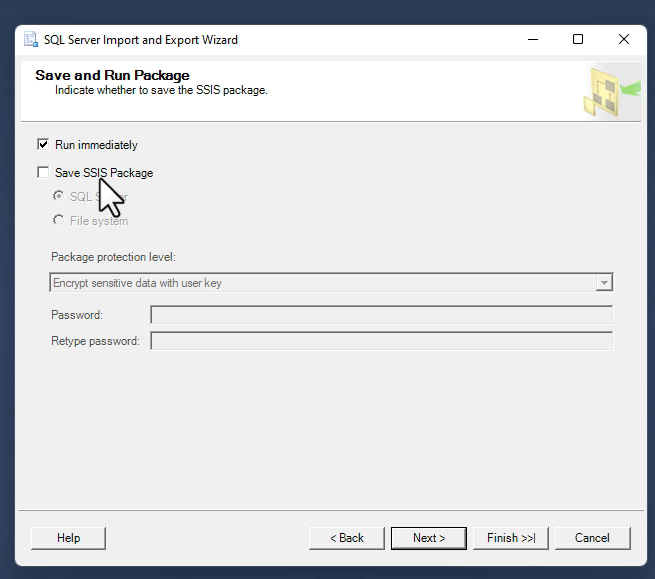 SQL Server Import and Export Wizard
Save and Run Package
Indicate whether to save the SSIS package.
Run immediately
Save SSIS Package
SQL Server
File system
Package protection level:
Encrypt sensitive data with user key
Password:
Retype password:
Help
< Back
Next >
Finish >>|
Cancel